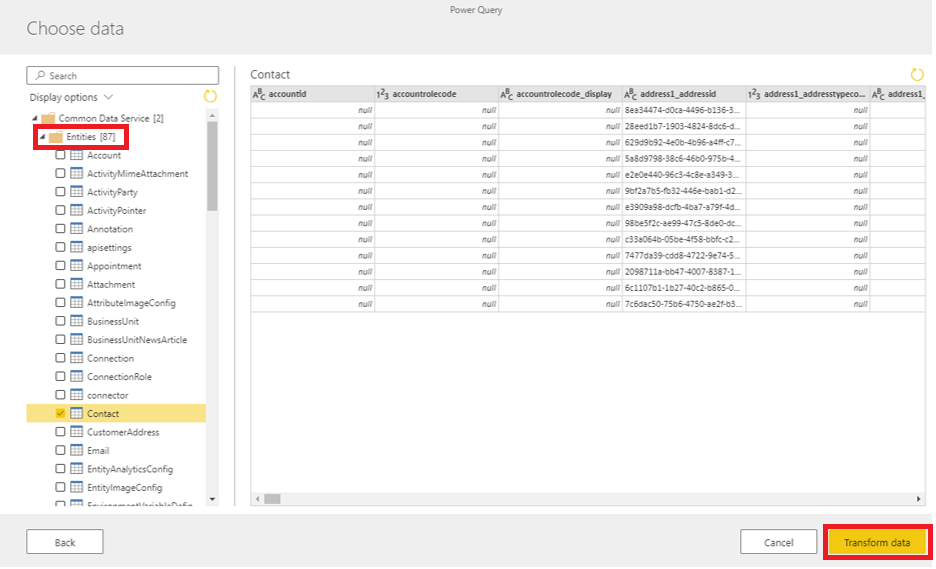 Power Query
Choose data
Search
Display options
Common Data Service [2]
Entities [87]
Account
ActivityMimeAttachment
ActivityParty
ActivityPointer
Annotation
apisettings
Appointment
Attachment
AttributeImageConfig
BusinessUnit
BusinessUnitNewsArticle
Connection
ConnectionRole
connector
Contact
CustomerAddress
Email
EntityAnalyticsConfig
EntityImageConfig
Contact
ABC accountid 123 accountrolecode ABC accountrolecode_display ABC address1_addressid 123 address1_addresstypeco... ABC address1_
null null null 8ea34474-d0ca-4496-b136-3... null
null null null 28eed1b7-1903-4824-8dc6-d... null
null null null 629d9b92-4e0b-4b96-a4ff-c7... null
null null null 5a8d9798-38c6-46b0-975b-4... null
null null null e2e0e440-96c3-4c8e-a349-3... null
null null null 9bf2a7b5-fb32-446e-bab1-d2... null
null null null e3909a98-dcfb-4ba7-a79f-4d... null
null null null 98be5f2c-ae99-47c5-8de0-dc... null
null null null c33a064b-05be-4f58-bbfc-c2... null
null null null 7477da39-cdd8-4722-9e74-5... null
null null null 2098711a-bb47-4007-8387-1... null
null null null 6c1107b1-1b27-40c2-b865-0... null
null null null 7c6dac50-75b6-4750-ae2f-b3... null
Back
Cancel
Transform data